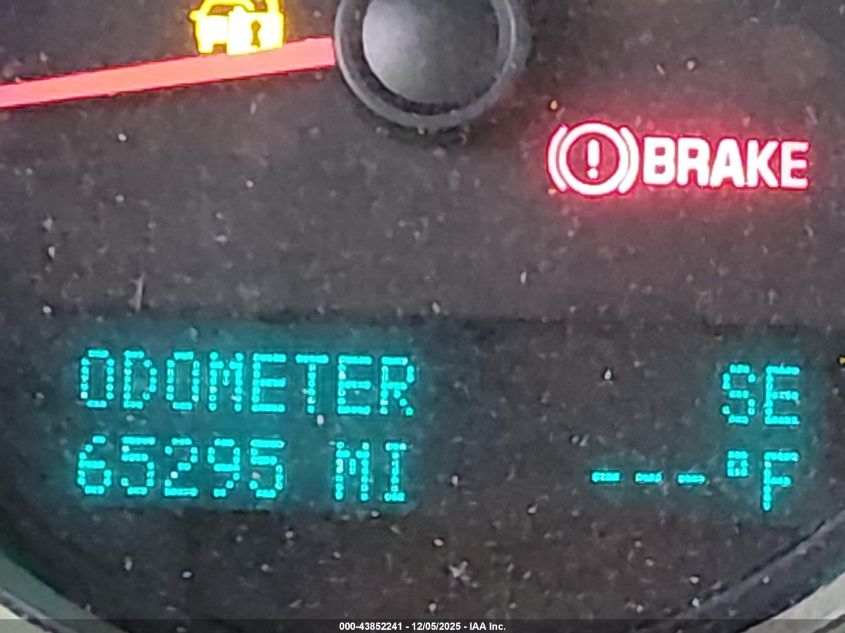 BRAKE
ODOMETER SE
65295 MI ---°F
000-43852241 - 12/05/2025 - IAA Inc.